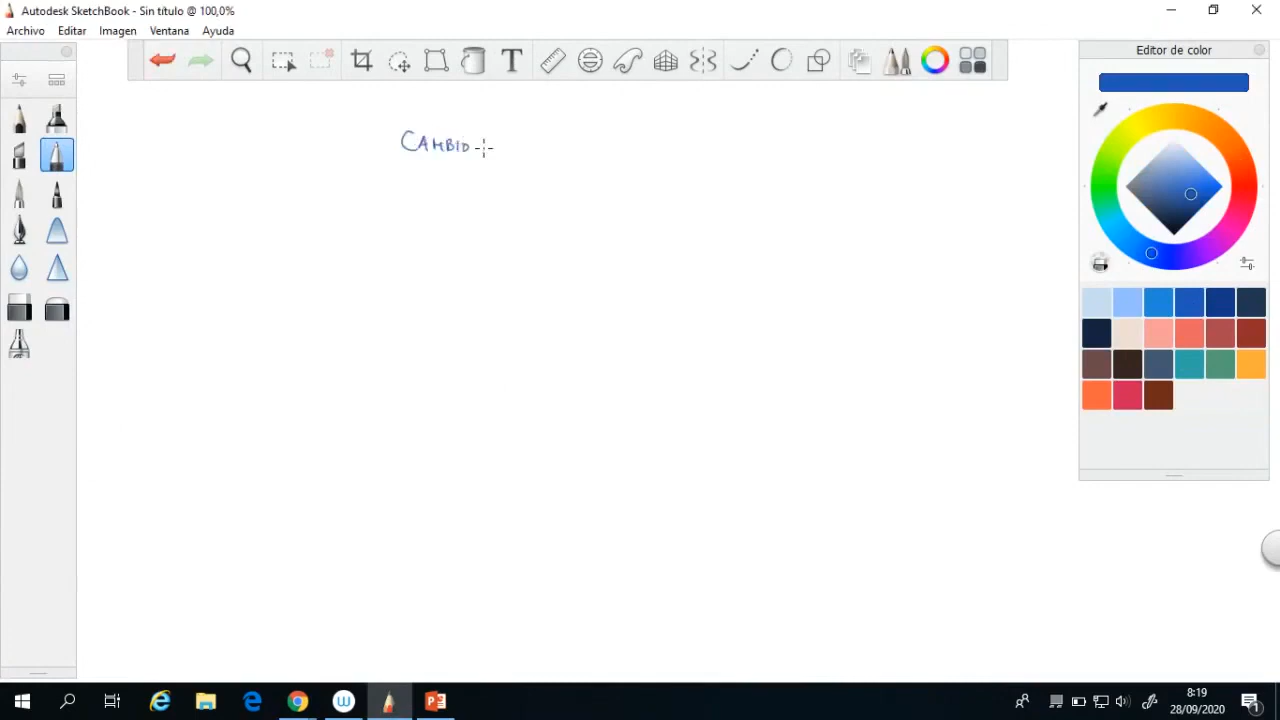 Autodesk SketchBook - Sin título @ 100,0%
Archivo Editar Imagen Ventana Ayuda
T
Editor de color
CAMBIO
8:19
28/09/2020
1